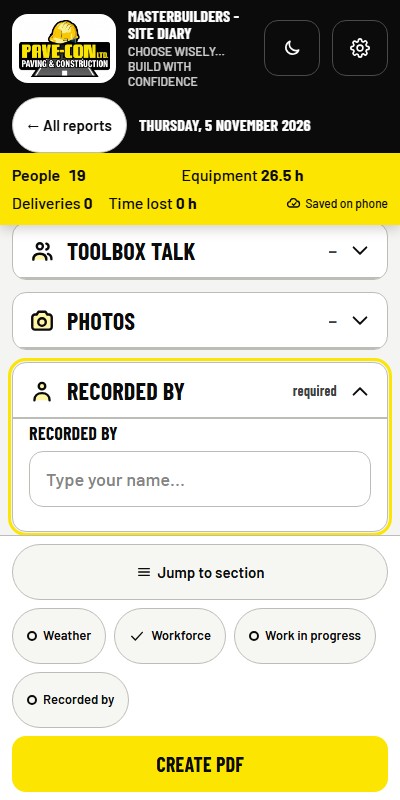 PAVE-CON LTD.
PAVING & CONSTRUCTION
MASTERBUILDERS –
SITE DIARY
CHOOSE WISELY...
BUILD WITH
CONFIDENCE
← All reports
THURSDAY, 5 NOVEMBER 2026
People 19
Equipment 26.5 h
Deliveries 0
Time lost 0 h
Saved on phone
TOOLBOX TALK –
PHOTOS –
RECORDED BY required
RECORDED BY
Type your name...
Jump to section
Weather
Workforce
Work in progress
Recorded by
CREATE PDF